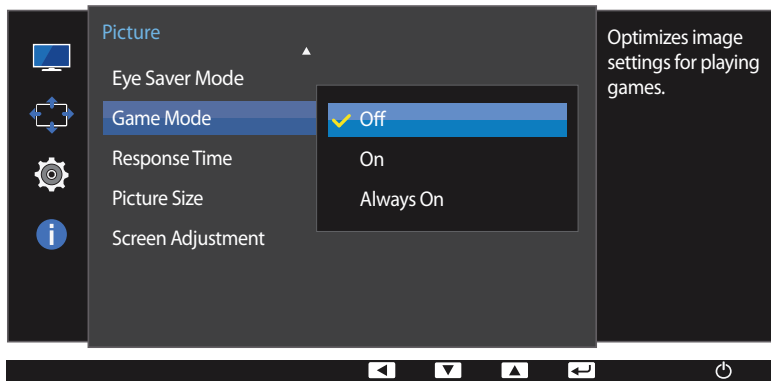 Picture
Eye Saver Mode
Game Mode
Response Time
Picture Size
Screen Adjustment
Off
On
Always On
Optimizes image
settings for playing
games.